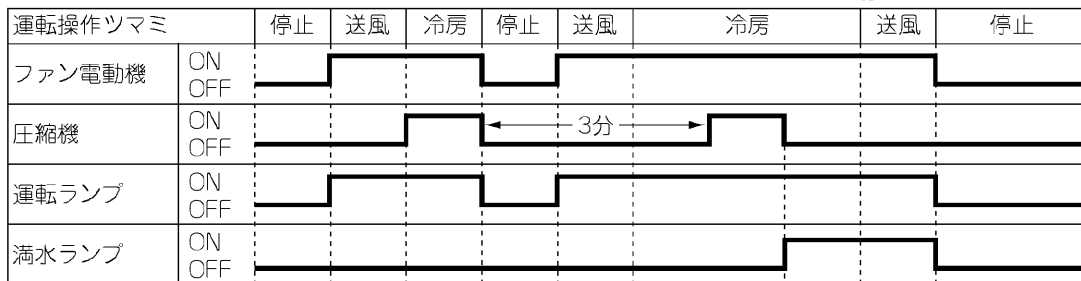 運転操作ツマミ 停止 送風 冷房 停止 送風 冷房 送風 停止
ファン電動機 ON
OFF
圧縮機 ON 3分
OFF
運転ランプ ON
OFF
満水ランプ ON
OFF